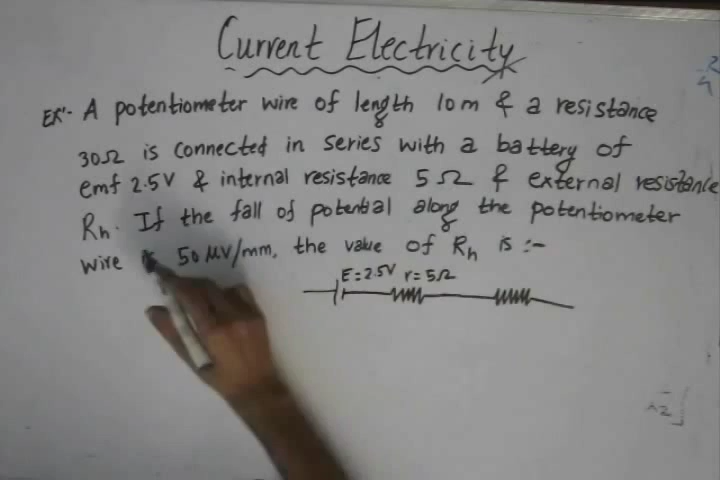 Current Electricity
Ex:- A potentiometer wire of length 10m & a resistance
30Ω is connected in series with a battery of
emf 2.5V & internal resistance 5Ω & external resistance
Rh. If the fall of potential along the potentiometer
wire 50 μV/mm, the value of Rh is :-
E=2.5V r=5Ω